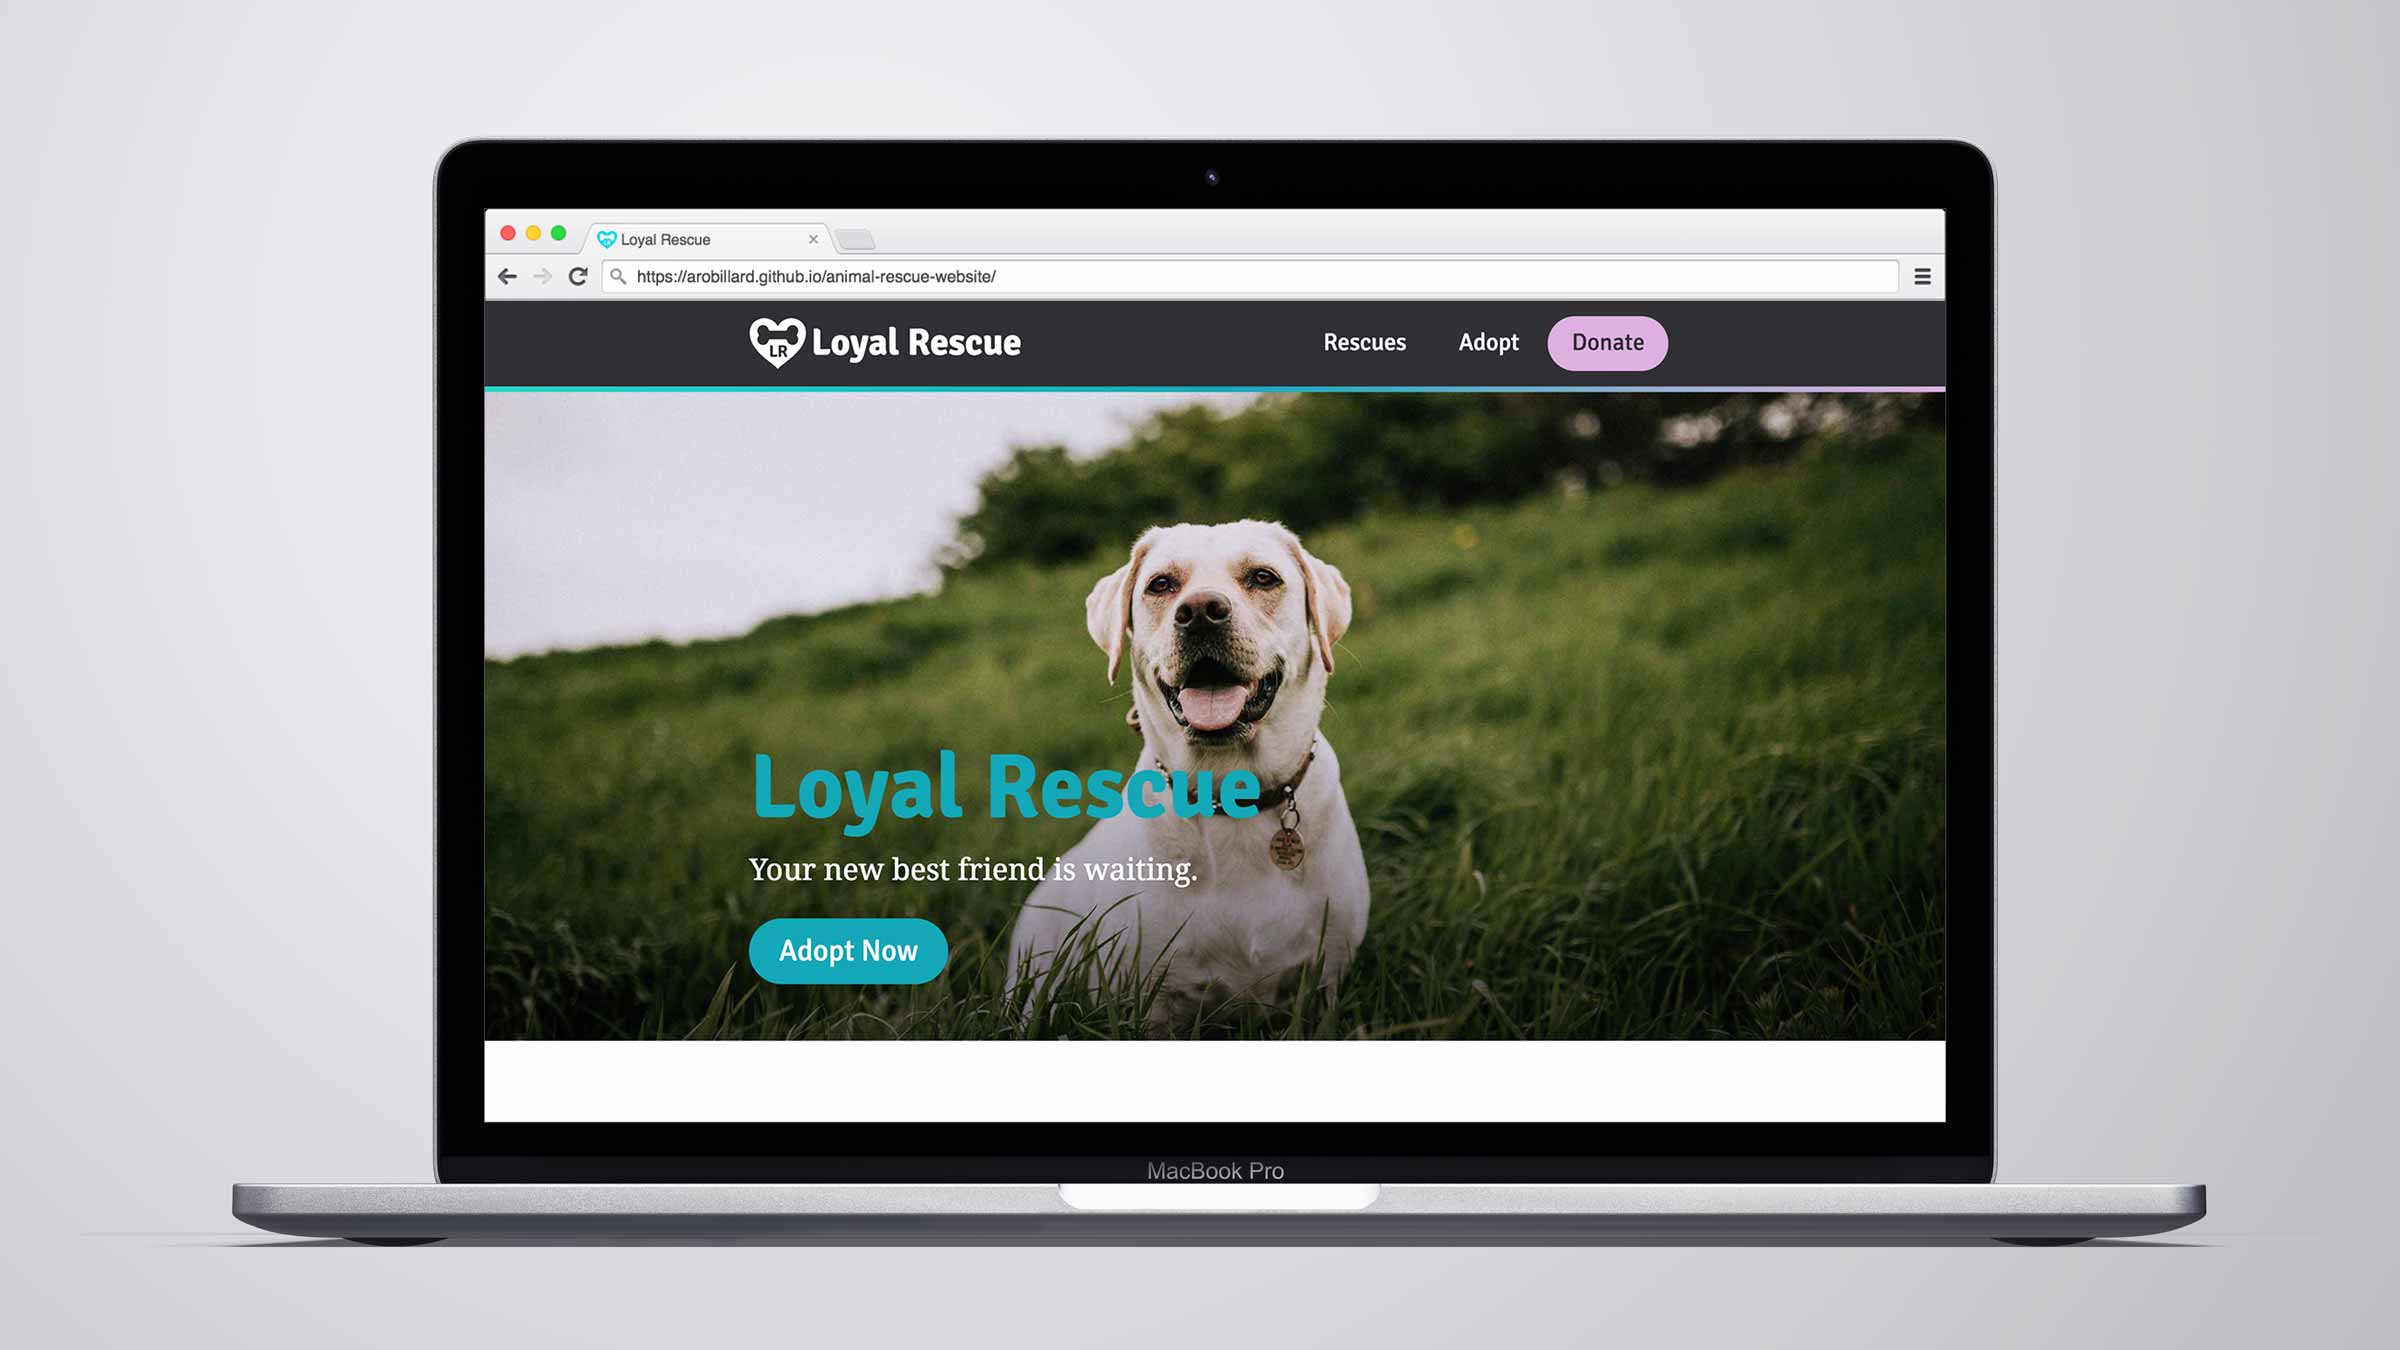 Loyal Rescue
https://arobillard.github.io/animal-rescue-website/
LR Loyal Rescue
Rescues Adopt Donate
Loyal Rescue
Your new best friend is waiting.
Adopt Now
MacBook Pro